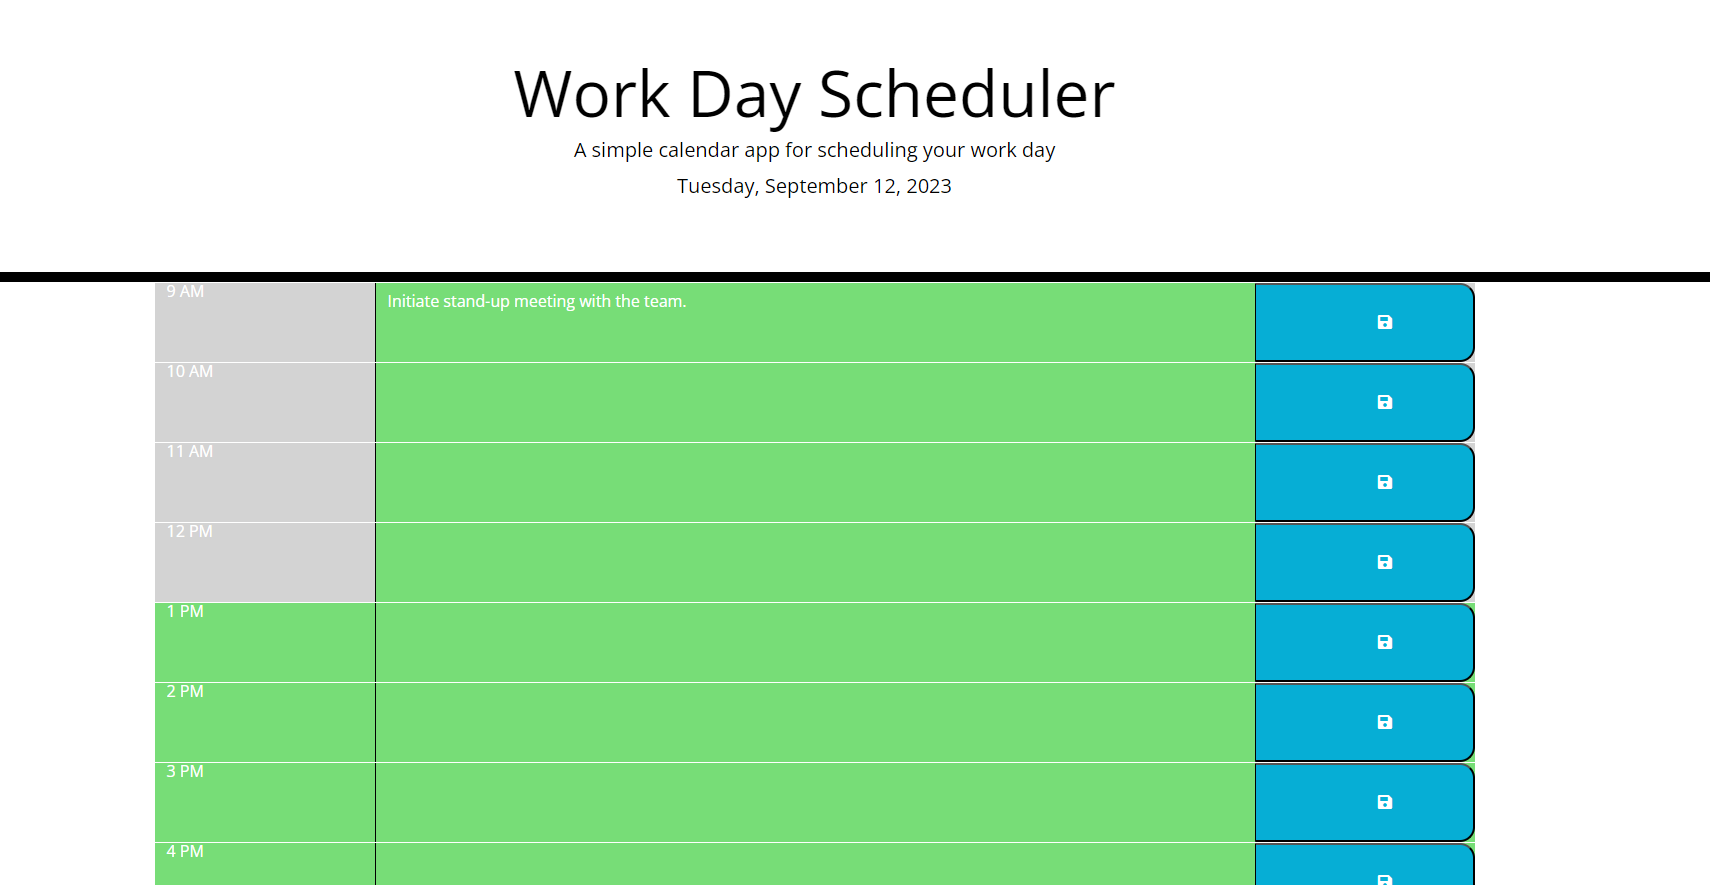 Work Day Scheduler
A simple calendar app for scheduling your work day
Tuesday, September 12, 2023
9 AM
Initiate stand-up meeting with the team.
10 AM
11 AM
12 PM
1 PM
2 PM
3 PM
4 PM